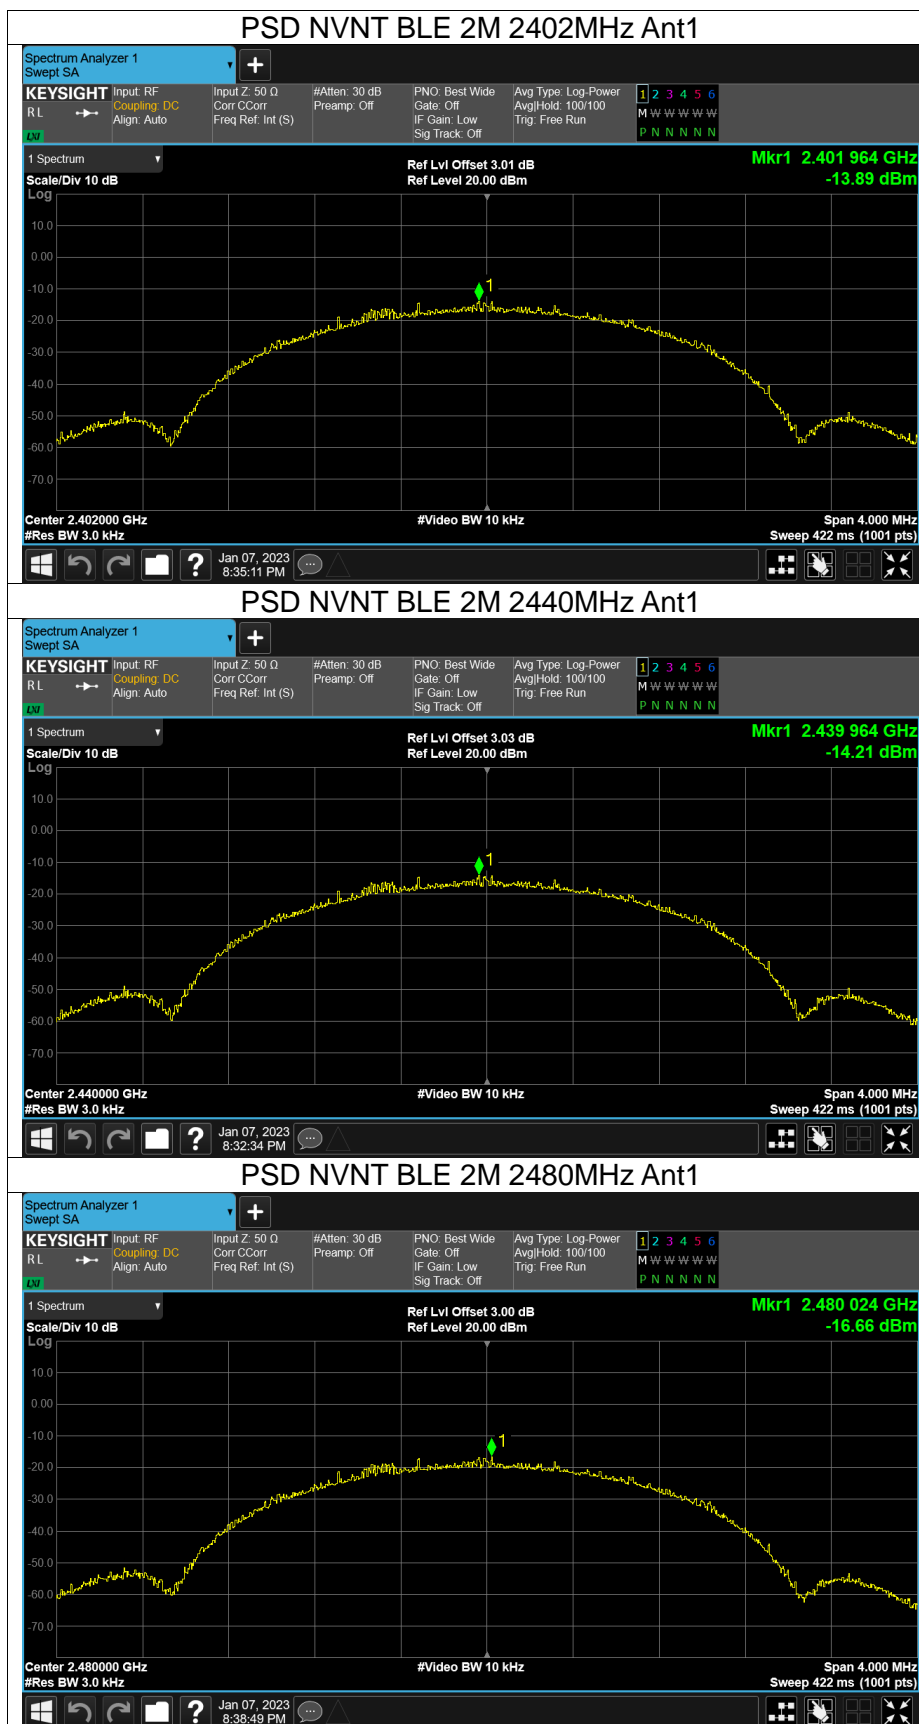 PSD NVNT BLE 2M 2402MHz Ant1
Spectrum Analyzer 1
Swept SA
KEYSIGHT
R L
LXI
Input: RF
Coupling: DC
Align: Auto
Input Z: 50 Ω
Corr CCorr
Freq Ref: Int (S)
#Atten: 30 dB
Preamp: Off
PNO: Best Wide
Gate: Off
IF Gain: Low
Sig Track: Off
Avg Type: Log-Power
Avg|Hold: 100/100
Trig: Free Run
1 2 3 4 5 6
M W W W W W
P N N N N N
1 Spectrum
Scale/Div 10 dB
Ref Lvl Offset 3.01 dB
Ref Level 20.00 dBm
Mkr1 2.401 964 GHz
-13.89 dBm
Log
10.0
0.00
-10.0
-20.0
-30.0
-40.0
-50.0
-60.0
-70.0
1
Center 2.402000 GHz
#Res BW 3.0 kHz
#Video BW 10 kHz
Span 4.000 MHz
Sweep 422 ms (1001 pts)
Jan 07, 2023
8:35:11 PM
PSD NVNT BLE 2M 2440MHz Ant1
Spectrum Analyzer 1
Swept SA
KEYSIGHT
R L
LXI
Input: RF
Coupling: DC
Align: Auto
Input Z: 50 Ω
Corr CCorr
Freq Ref: Int (S)
#Atten: 30 dB
Preamp: Off
PNO: Best Wide
Gate: Off
IF Gain: Low
Sig Track: Off
Avg Type: Log-Power
Avg|Hold: 100/100
Trig: Free Run
1 2 3 4 5 6
M W W W W W
P N N N N N
1 Spectrum
Scale/Div 10 dB
Ref Lvl Offset 3.03 dB
Ref Level 20.00 dBm
Mkr1 2.439 964 GHz
-14.21 dBm
Log
10.0
0.00
-10.0
-20.0
-30.0
-40.0
-50.0
-60.0
-70.0
1
Center 2.440000 GHz
#Res BW 3.0 kHz
#Video BW 10 kHz
Span 4.000 MHz
Sweep 422 ms (1001 pts)
Jan 07, 2023
8:32:34 PM
PSD NVNT BLE 2M 2480MHz Ant1
Spectrum Analyzer 1
Swept SA
KEYSIGHT
R L
LXI
Input: RF
Coupling: DC
Align: Auto
Input Z: 50 Ω
Corr CCorr
Freq Ref: Int (S)
#Atten: 30 dB
Preamp: Off
PNO: Best Wide
Gate: Off
IF Gain: Low
Sig Track: Off
Avg Type: Log-Power
Avg|Hold: 100/100
Trig: Free Run
1 2 3 4 5 6
M W W W W W
P N N N N N
1 Spectrum
Scale/Div 10 dB
Ref Lvl Offset 3.00 dB
Ref Level 20.00 dBm
Mkr1 2.480 024 GHz
-16.66 dBm
Log
10.0
0.00
-10.0
-20.0
-30.0
-40.0
-50.0
-60.0
-70.0
1
Center 2.480000 GHz
#Res BW 3.0 kHz
#Video BW 10 kHz
Span 4.000 MHz
Sweep 422 ms (1001 pts)
Jan 07, 2023
8:38:49 PM